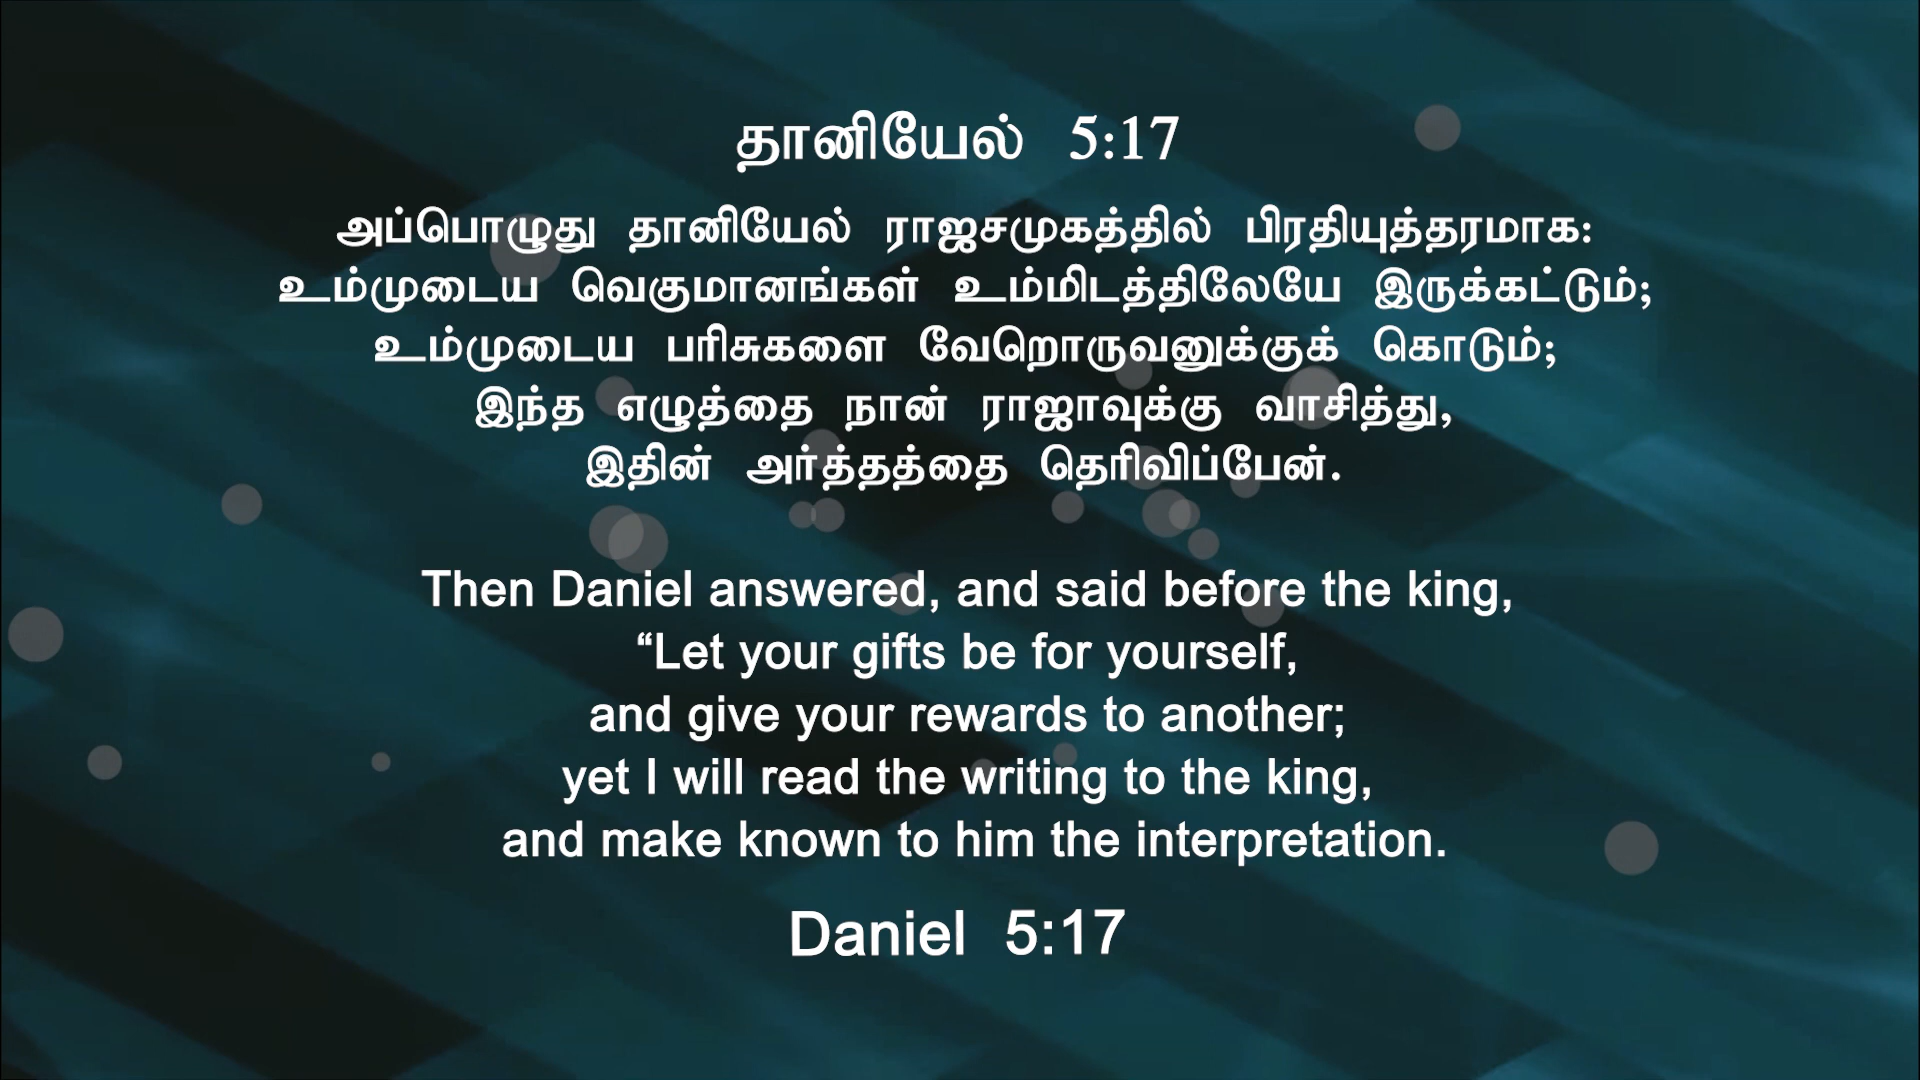 தானியேல் 5:17
அப்பொழுது தானியேல் ராஜசமுகத்தில் பிரதியுத்தரமாக:
உம்முடைய வெகுமானங்கள் உம்மிடத்திலேயே இருக்கட்டும்;
உம்முடைய பரிசுகளை வேறொருவனுக்குக் கொடும்;
இந்த எழுத்தை நான் ராஜாவுக்கு வாசித்து,
இதின் அர்த்தத்தை தெரிவிப்பேன்.
Then Daniel answered, and said before the king,
“Let your gifts be for yourself,
and give your rewards to another;
yet I will read the writing to the king,
and make known to him the interpretation.
Daniel 5:17